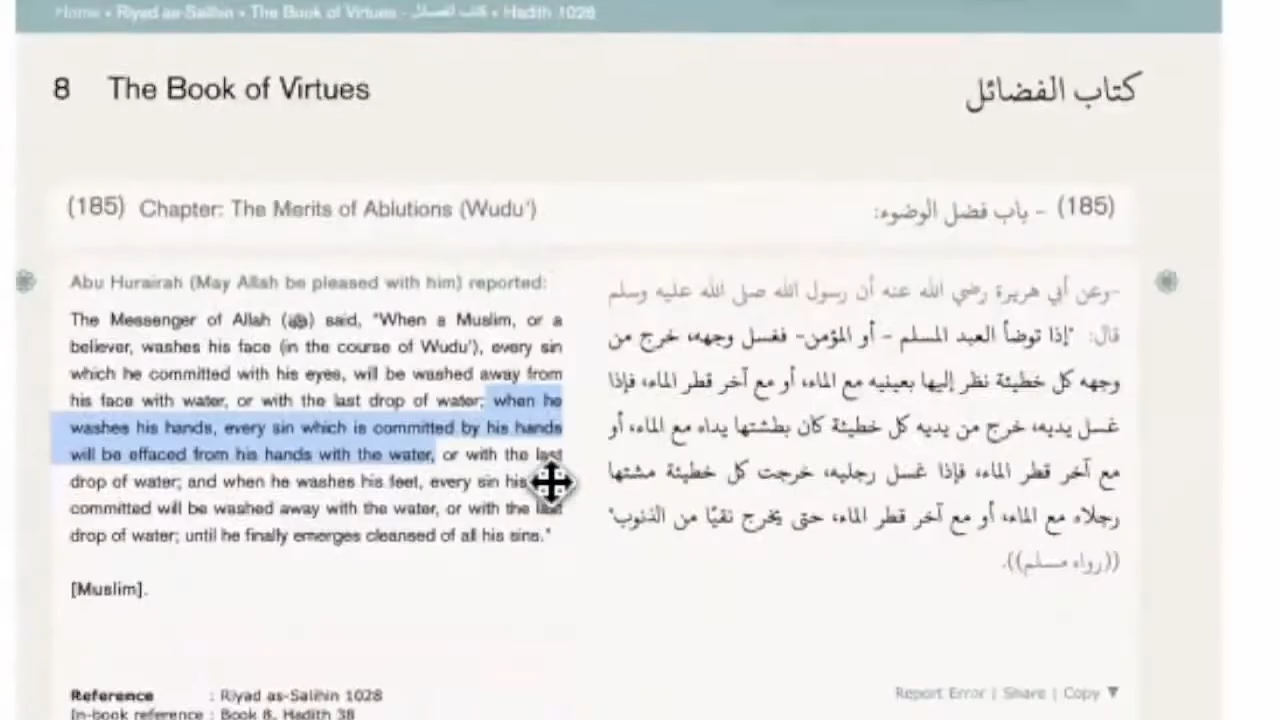 Home • Riyad as-Salihin • The Book of Virtues - كتاب الفضائل • Hadith 1028
8 The Book of Virtues
كتاب الفضائل
(185) Chapter: The Merits of Ablutions (Wudu')
(185) - باب فضل الوضوء:
Abu Hurairah (May Allah be pleased with him) reported:
The Messenger of Allah (ﷺ) said, "When a Muslim, or a
believer, washes his face (in the course of Wudu'), every sin
which he committed with his eyes, will be washed away from
his face with water, or with the last drop of water; when he
washes his hands, every sin which is committed by his hands
will be effaced from his hands with the water, or with the last
drop of water; and when he washes his feet, every sin his
committed will be washed away with the water, or with the last
drop of water; until he finally emerges cleansed of all his sins."
[Muslim].
-وعن أبي هريرة رضي الله عنه أن رسول الله صلى الله عليه وسلم
قال: "إذا توضأ العبد المسلم - أو المؤمن- فغسل وجهه، خرج من
وجهه كل خطيئة نظر إليها بعينيه مع الماء، أو مع آخر قطر الماء، فإذا
غسل يديه، خرج من يديه كل خطيئة كان بطشتها يداه مع الماء، أو
مع آخر قطر الماء، فإذا غسل رجليه، خرجت كل خطيئة مشتها
رجلاه مع الماء، أو مع آخر قطر الماء، حتى يخرج نقيًا من الذنوب"
((رواه مسلم)).
Reference : Riyad as-Salihin 1028
In-book reference : Book 8, Hadith 38
Report Error | Share | Copy ▼